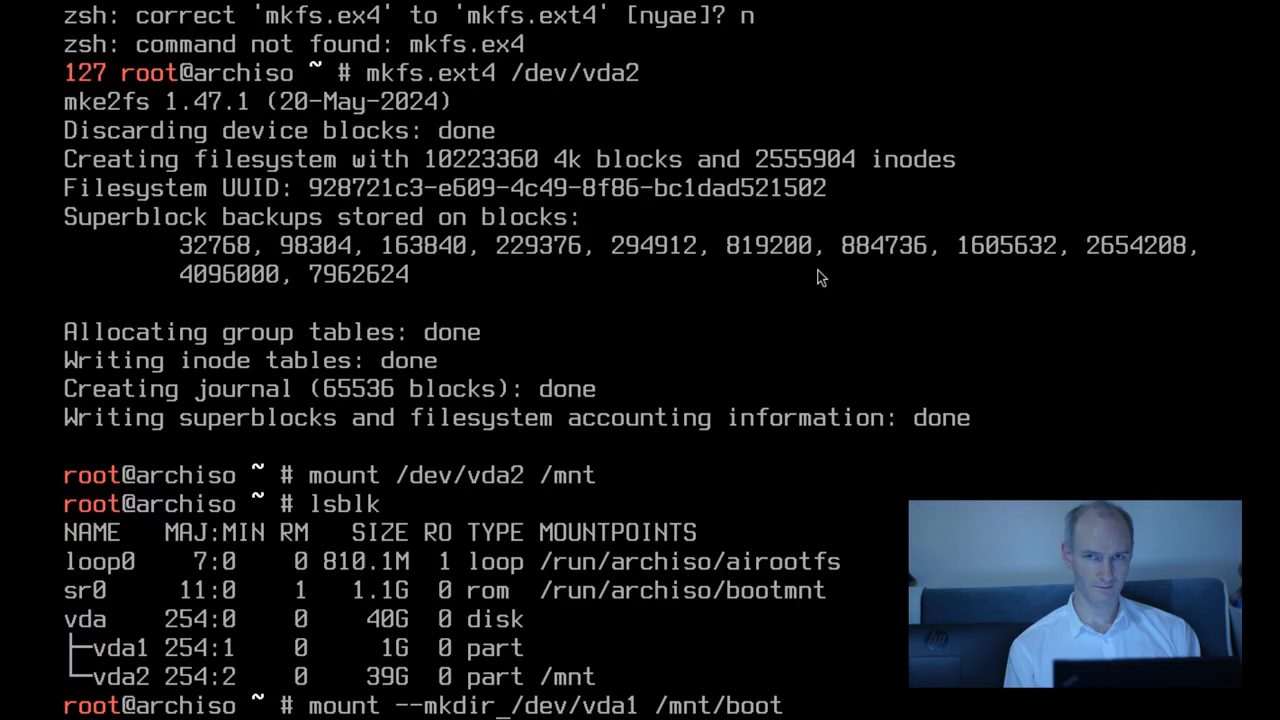 zsh: correct 'mkfs.ex4' to 'mkfs.ext4' [nyae]? n
zsh: command not found: mkfs.ex4
127 root@archiso ~ # mkfs.ext4 /dev/vda2
mke2fs 1.47.1 (20-May-2024)
Discarding device blocks: done
Creating filesystem with 10223360 4k blocks and 2555904 inodes
Filesystem UUID: 928721c3-e609-4c49-8f86-bc1dad521502
Superblock backups stored on blocks:
        32768, 98304, 163840, 229376, 294912, 819200, 884736, 1605632, 2654208,
        4096000, 7962624
Allocating group tables: done
Writing inode tables: done
Creating journal (65536 blocks): done
Writing superblocks and filesystem accounting information: done
root@archiso ~ # mount /dev/vda2 /mnt
root@archiso ~ # lsblk
NAME   MAJ:MIN RM   SIZE RO TYPE MOUNTPOINTS
loop0    7:0    0 810.1M  1 loop /run/archiso/airootfs
sr0     11:0    1   1.1G  0 rom  /run/archiso/bootmnt
vda    254:0    0    40G  0 disk
├─vda1 254:1    0     1G  0 part
└─vda2 254:2    0    39G  0 part /mnt
root@archiso ~ # mount --mkdir_/dev/vda1 /mnt/boot
hp